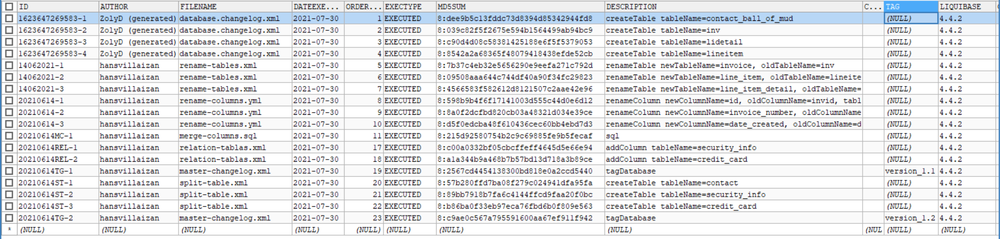 ID AUTHOR FILENAME DATEEXE... ORDER... EXECTYPE MD5SUM DESCRIPTION C... TAG LIQUIBASE
1623647269583-1 ZolyD (generated) database.changelog.xml 2021-07-30 1 EXECUTED 8:dee9b5c13fddc73d8394d85342944fd8 createTable tableName=contact_ball_of_mud (NULL) 4.4.2
1623647269583-2 ZolyD (generated) database.changelog.xml 2021-07-30 2 EXECUTED 8:039c82f5f2675e594b1564499ab94bc9 createTable tableName=inv (NULL) 4.4.2
1623647269583-3 ZolyD (generated) database.changelog.xml 2021-07-30 3 EXECUTED 8:c90d4d08c58381425188e6f5f5379053 createTable tableName=lidetail (NULL) 4.4.2
1623647269583-4 ZolyD (generated) database.changelog.xml 2021-07-30 4 EXECUTED 8:8542a2a68365f48079418438efde52cb createTable tableName=lineitem (NULL) 4.4.2
14062021-1 hansvillaizan rename-tables.xml 2021-07-30 5 EXECUTED 8:7b37c4eb32e5656290e9eefa271c792d renameTable newTableName=invoice, oldTableName=inv (NULL) 4.4.2
14062021-2 hansvillaizan rename-tables.xml 2021-07-30 6 EXECUTED 8:09508aaa644c744df40a90f34fc29823 renameTable newTableName=line_item, oldTableName=lineite (NULL) 4.4.2
14062021-3 hansvillaizan rename-tables.xml 2021-07-30 7 EXECUTED 8:4566583f582612d8121507c2aae42e96 renameTable newTableName=line_item_detail, oldTableName= (NULL) 4.4.2
20210614-1 hansvillaizan rename-columns.yml 2021-07-30 8 EXECUTED 8:598b9b4f6f17141003d555c44d0e6d12 renameColumn newColumnName=id, oldColumnName=invid, tabl (NULL) 4.4.2
20210614-2 hansvillaizan rename-columns.yml 2021-07-30 9 EXECUTED 8:8a0f2dcfbd820cb03a48321d034e39ce renameColumn newColumnName=invoice_number, oldColumnName (NULL) 4.4.2
20210614-3 hansvillaizan rename-columns.yml 2021-07-30 10 EXECUTED 8:d5f0edcba48f610436cec60bb4ebd7d3 renameColumn newColumnName=date_created, oldColumnName=d (NULL) 4.4.2
20210614MC-1 hansvillaizan merge-columns.sql 2021-07-30 11 EXECUTED 8:215d92580754b2c9c69885fe9b5fecaf sql (NULL) 4.4.2
20210614REL-1 hansvillaizan relation-tablas.xml 2021-07-30 17 EXECUTED 8:c00a0332bf05cbcffeff4645d5e66e94 addColumn tableName=security_info (NULL) 4.4.2
20210614REL-2 hansvillaizan relation-tablas.xml 2021-07-30 18 EXECUTED 8:a1a344b9a468b7b57bd13d718a3b89ce addColumn tableName=credit_card (NULL) 4.4.2
20210614TG-1 hansvillaizan master-changelog.xml 2021-07-30 19 EXECUTED 8:2567cd4454138300bd818e0a2ccd5440 tagDatabase version_1.1 4.4.2
20210614ST-1 hansvillaizan split-table.xml 2021-07-30 20 EXECUTED 8:57b280ffd7ba08f279c024941dfa95fa createTable tableName=contact (NULL) 4.4.2
20210614ST-2 hansvillaizan split-table.xml 2021-07-30 21 EXECUTED 8:89bb7918b7fa6c4144ffcd9faa20f0bc createTable tableName=security_info (NULL) 4.4.2
20210614ST-3 hansvillaizan split-table.xml 2021-07-30 22 EXECUTED 8:b86ba0f33eb97eca76fbd6b0f809e563 createTable tableName=credit_card (NULL) 4.4.2
20210614TG-2 hansvillaizan master-changelog.xml 2021-07-30 23 EXECUTED 8:c9ae0c567a795591600aa67ef911f942 tagDatabase version_1.2 4.4.2
* (NULL) (NULL) (NULL) (NULL) (NULL) (NULL) (NULL) (NULL) (NUL (NULL) (NULL)